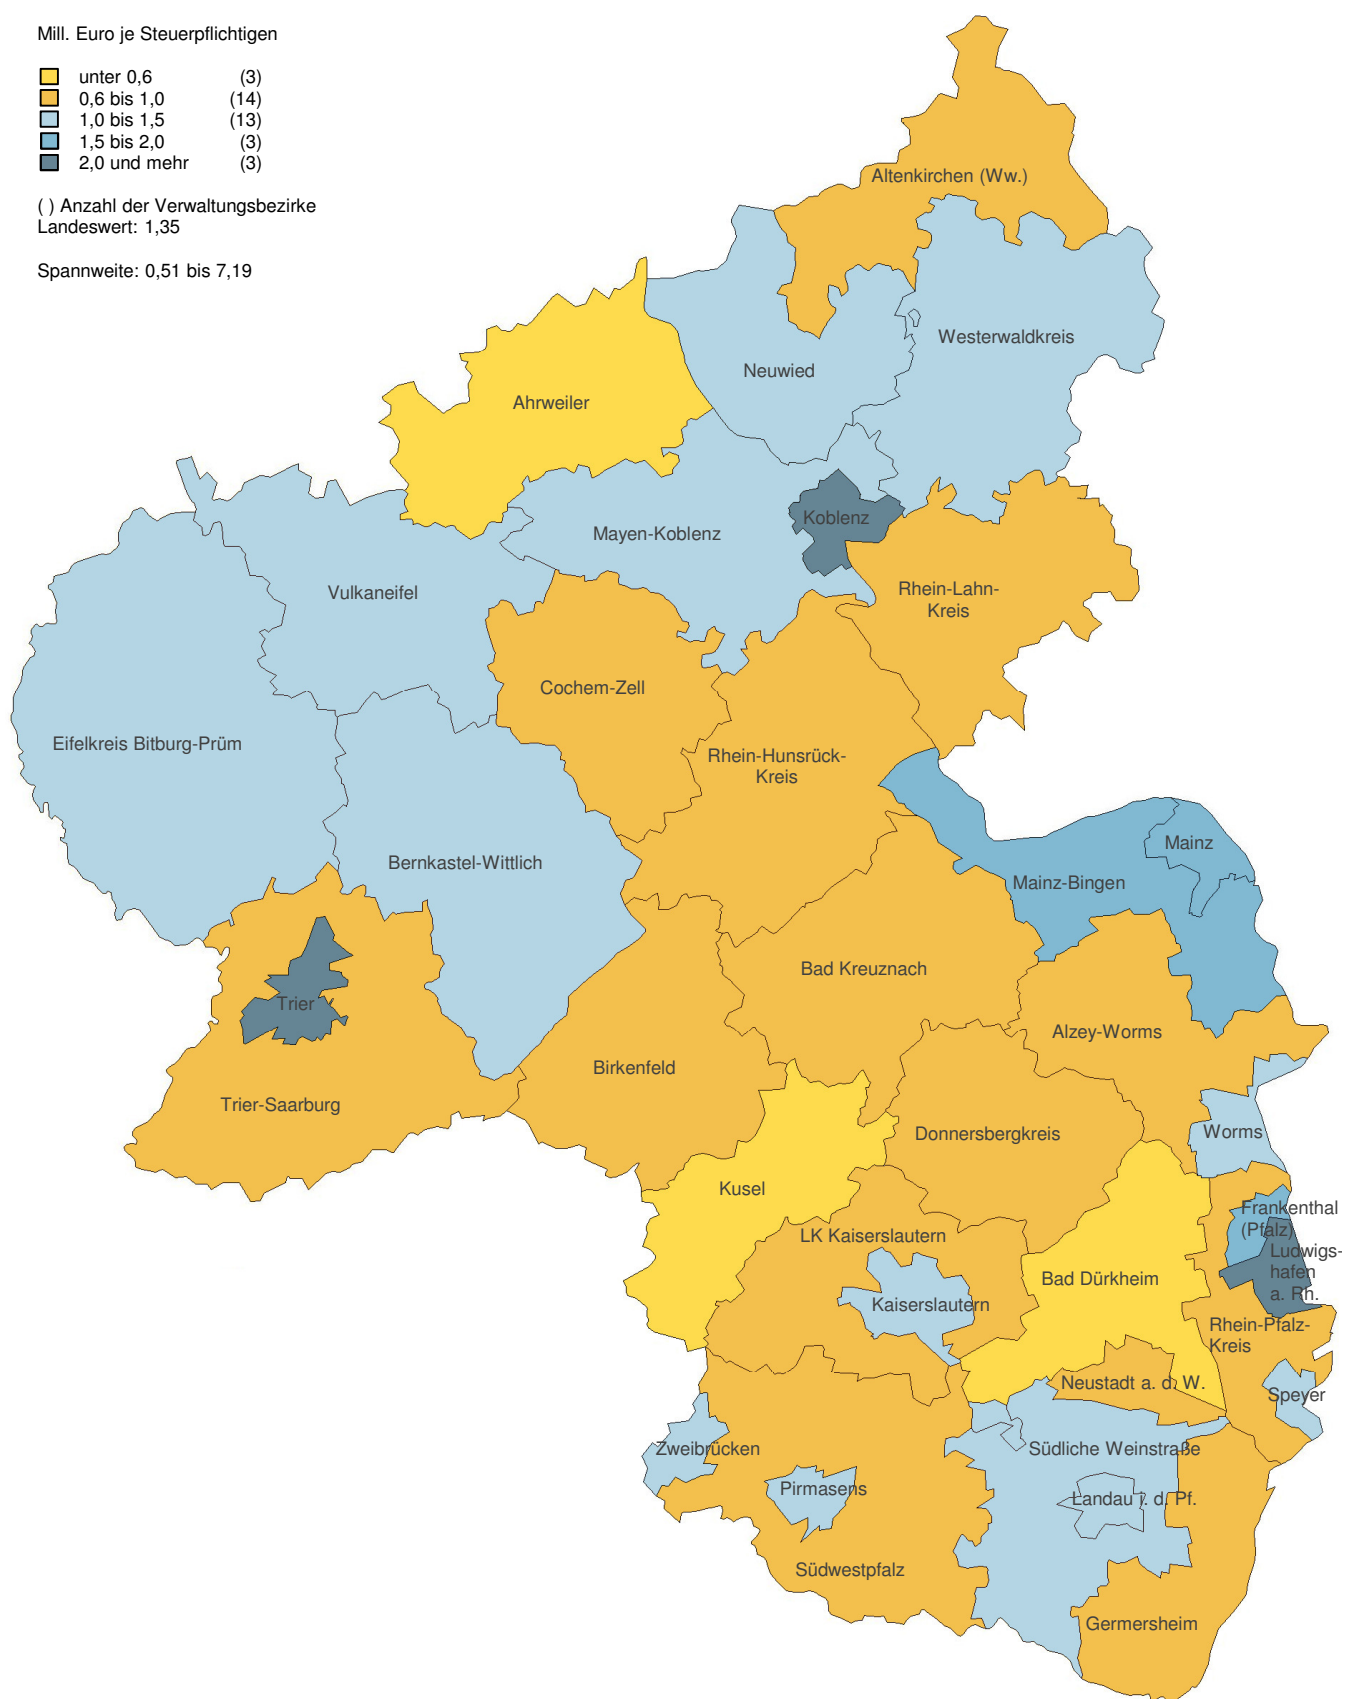 Mill. Euro je Steuerpflichtigen
unter 0,6 (3)
0,6 bis 1,0 (14)
1,0 bis 1,5 (13)
1,5 bis 2,0 (3)
2,0 und mehr (3)
( ) Anzahl der Verwaltungsbezirke
Landeswert: 1,35
Spannweite: 0,51 bis 7,19
Altenkirchen (Ww.)
Westerwaldkreis
Neuwied
Ahrweiler
Koblenz
Mayen-Koblenz
Vulkaneifel
Rhein-Lahn-
Kreis
Cochem-Zell
Eifelkreis Bitburg-Prüm
Rhein-Hunsrück-
Kreis
Mainz
Bernkastel-Wittlich
Mainz-Bingen
Bad Kreuznach
Trier
Alzey-Worms
Birkenfeld
Trier-Saarburg
Donnersbergkreis
Worms
Kusel
Frankenthal
(Pfalz)
LK Kaiserslautern
Ludwigs-
hafen
a. Rh.
Bad Dürkheim
Kaiserslautern
Rhein-Pfalz-
Kreis
Neustadt a. d. W.
Speyer
Zweibrücken
Südliche Weinstraße
Pirmasens
Landau i. d. Pf.
Südwestpfalz
Germersheim